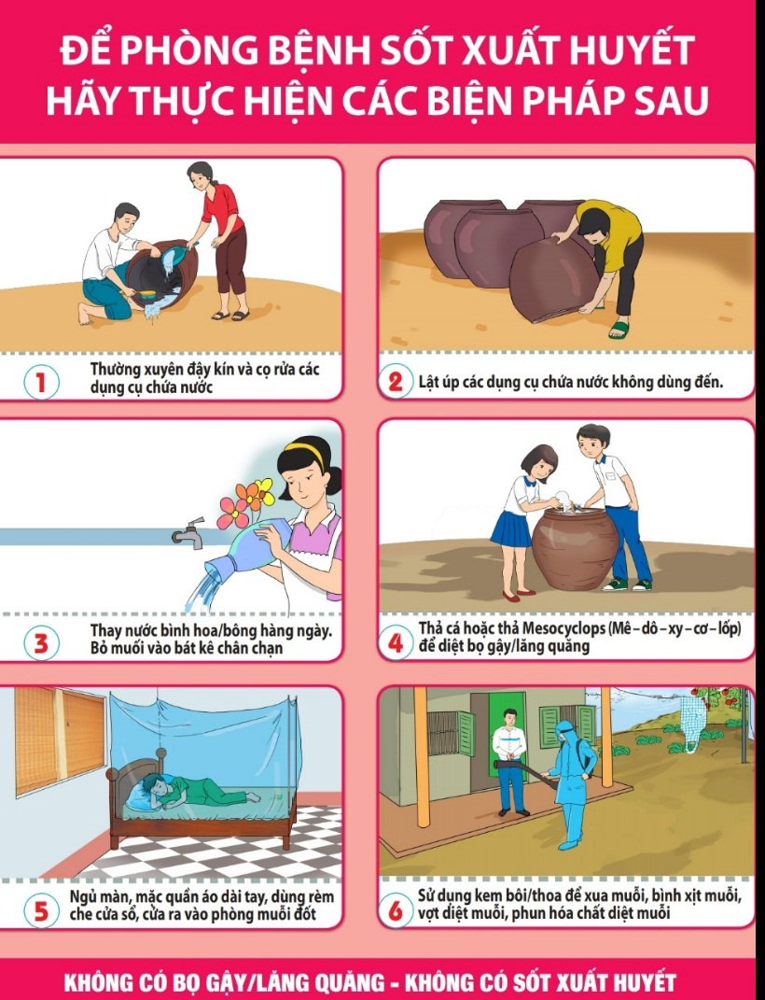 ĐỂ PHÒNG BỆNH SỐT XUẤT HUYẾT
HÃY THỰC HIỆN CÁC BIỆN PHÁP SAU
1
Thường xuyên đậy kín và cọ rửa các
dụng cụ chứa nước
2
Lật úp các dụng cụ chứa nước không dùng đến.
3
Thay nước bình hoa/bông hàng ngày.
Bỏ muối vào bát kê chân chạn
4
Thả cá hoặc thả Mesocyclops (Mê – dô – xy – cơ – lốp)
để diệt bọ gậy/lăng quăng
5
Ngủ màn, mặc quần áo dài tay, dùng rèm
che cửa sổ, cửa ra vào phòng muỗi đốt
6
Sử dụng kem bôi/thoa để xua muỗi, bình xịt muỗi,
vợt diệt muỗi, phun hóa chất diệt muỗi
KHÔNG CÓ BỌ GẬY/LĂNG QUĂNG - KHÔNG CÓ SỐT XUẤT HUYẾT